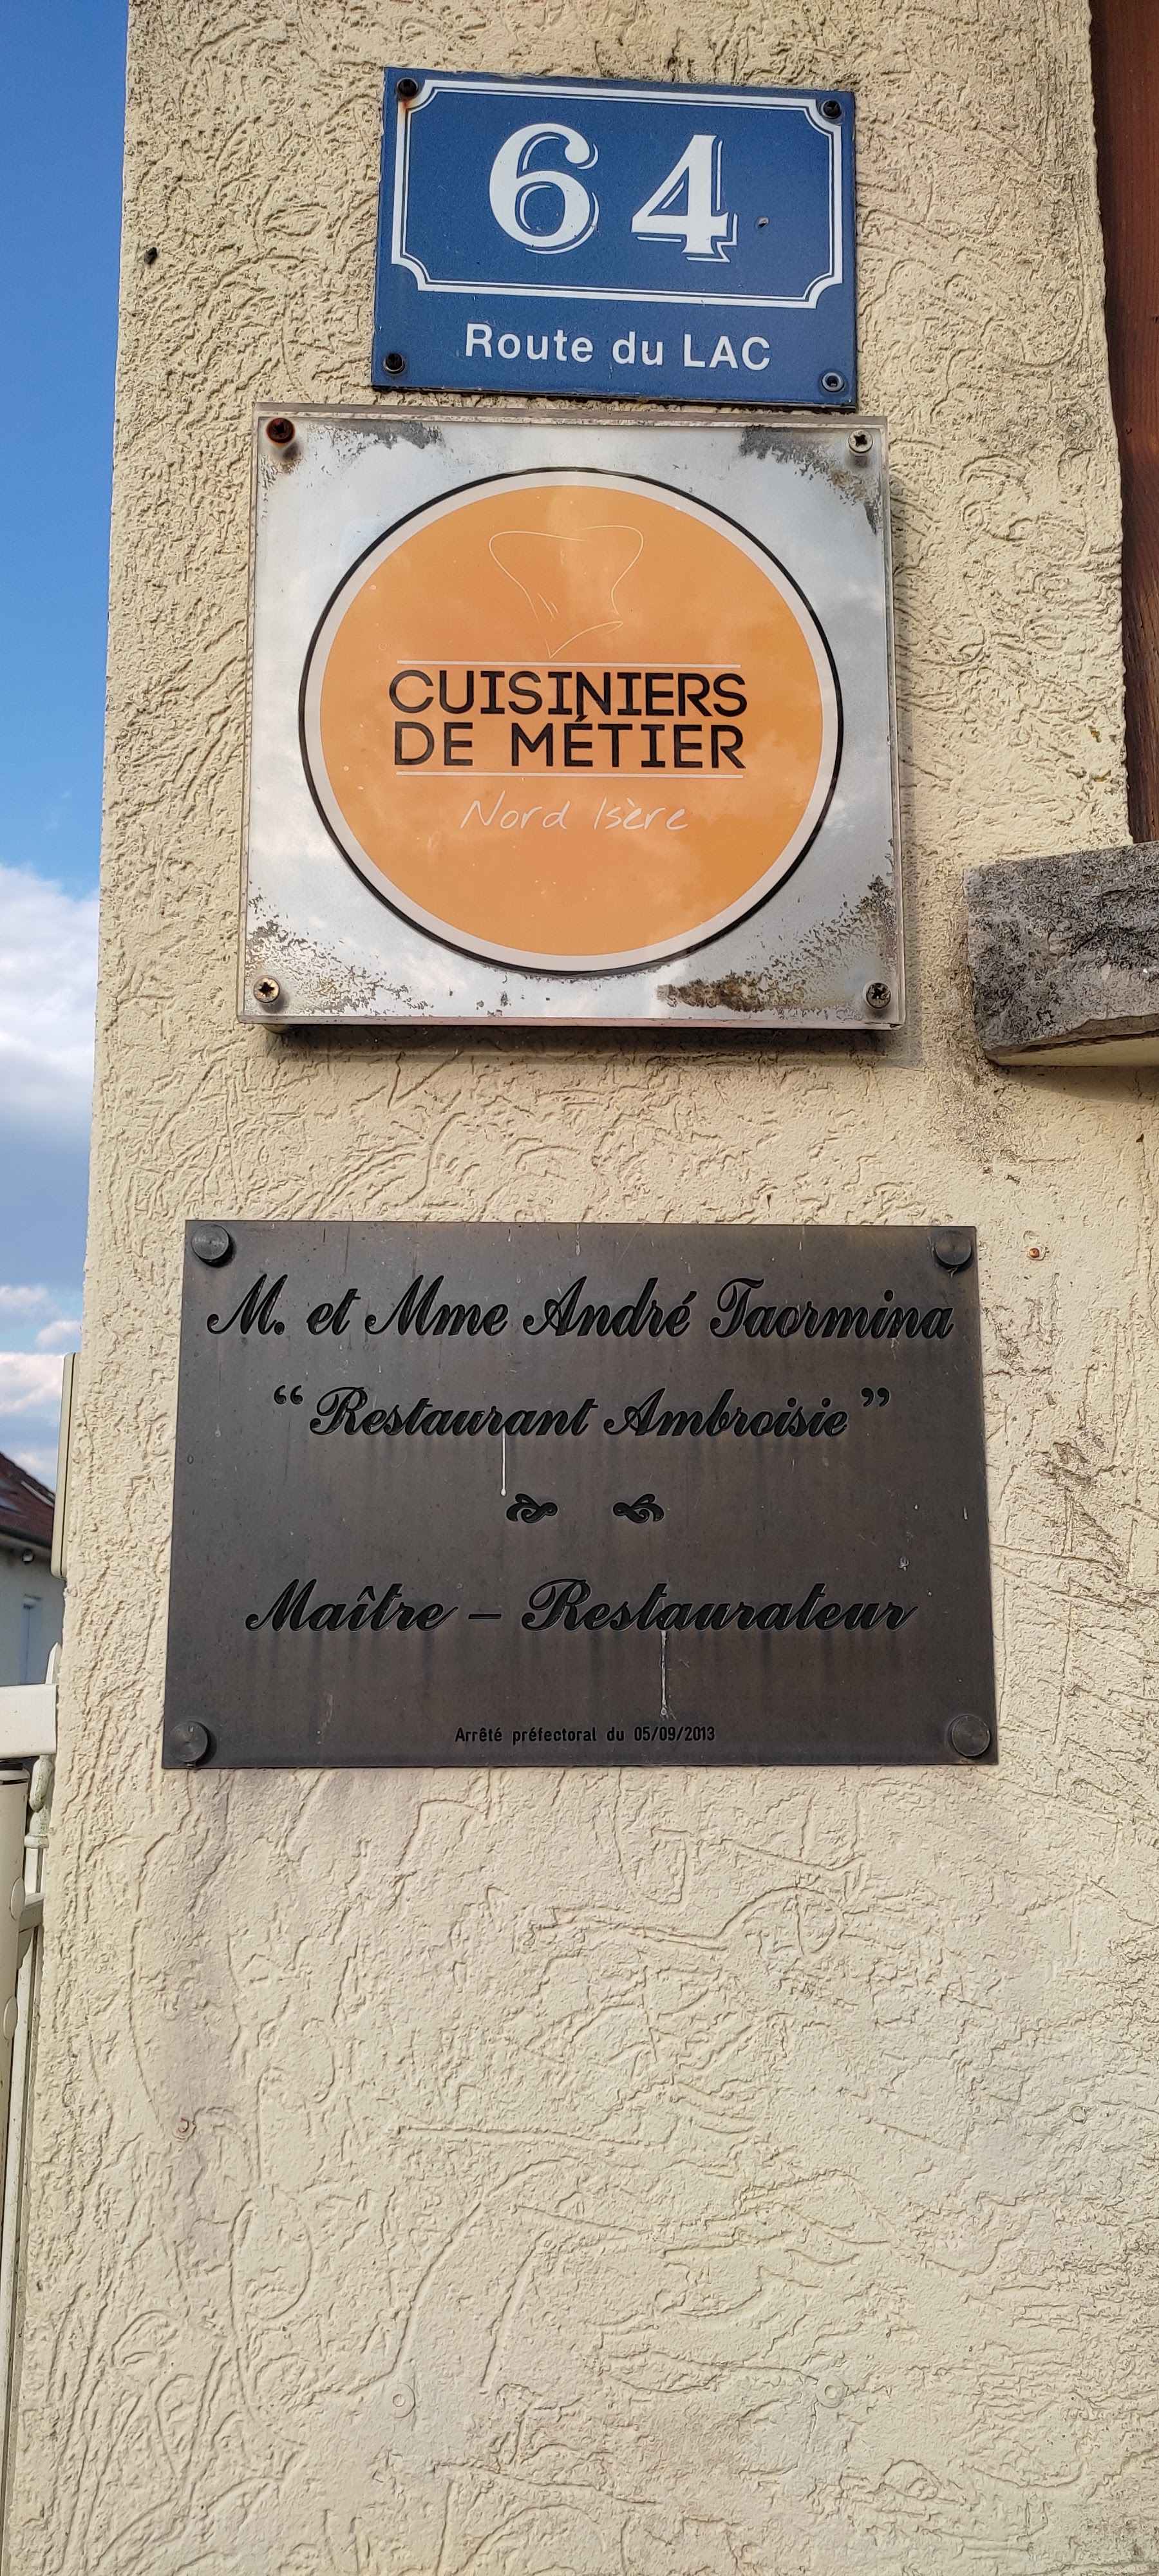 64
Route du LAC
CUISINIERS
DE MÉTIER
Nord Isère
M. et Mme André Taormina
“Restaurant Ambroisie”
Maître – Restaurateur
Arrêté préfectoral du 05/09/2013